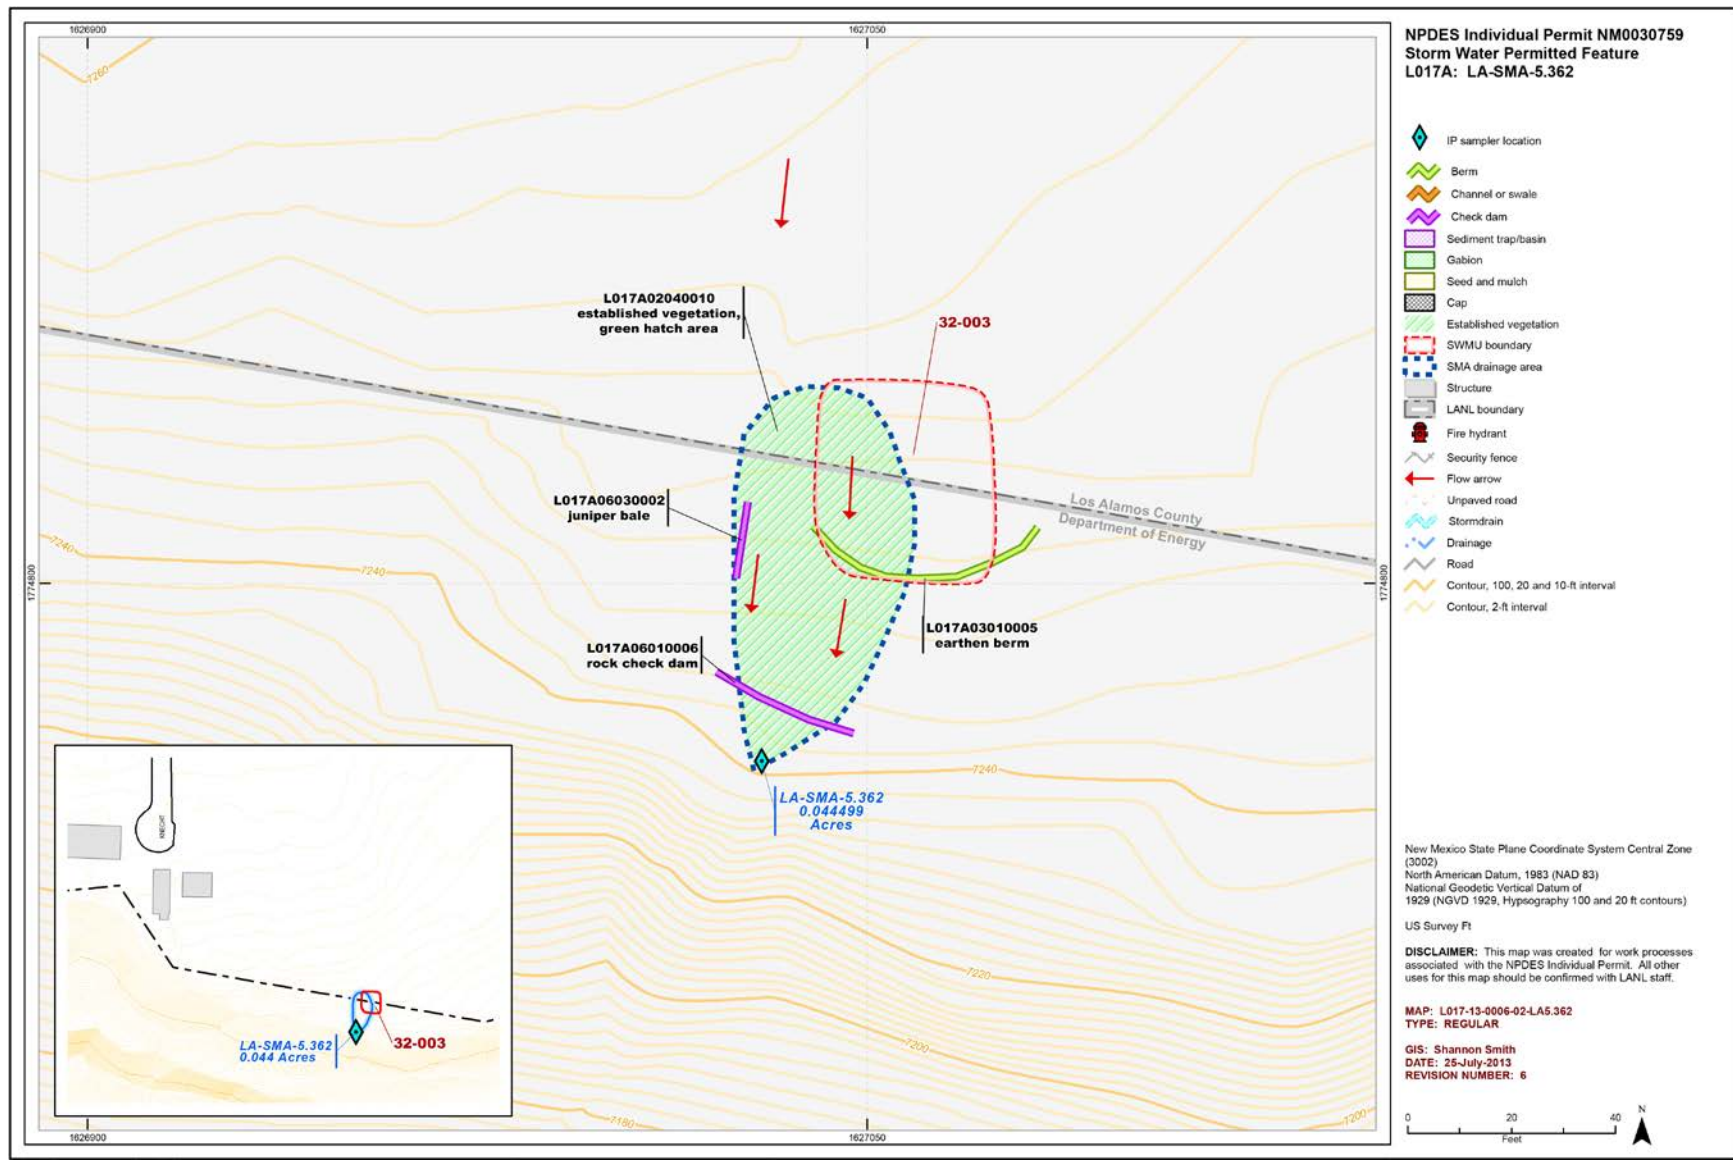 1626900
1627050
NPDES Individual Permit NM0030759
Storm Water Permitted Feature
L017A: LA-SMA-5.362
IP sampler location
Berm
Channel or swale
Check dam
Sediment trap/basin
Gabion
Seed and mulch
Cap
Established vegetation
SWMU boundary
SMA drainage area
Structure
LANL boundary
Fire hydrant
Security fence
Flow arrow
Unpaved road
Stormdrain
Drainage
Road
Contour, 100, 20 and 10-ft interval
Contour, 2-ft interval
7260
L017A02040010
established vegetation,
green hatch area
32-003
L017A06030002
juniper bale
Los Alamos County
Department of Energy
7240
7240
1774800
1774800
L017A03010005
earthen berm
L017A06010006
rock check dam
7240
LA-SMA-5.362
0.044499
Acres
KNECHT
LA-SMA-5.362
0.044 Acres
32-003
7220
7200
7180
7200
1626900
1627050
New Mexico State Plane Coordinate System Central Zone
(3002)
North American Datum, 1983 (NAD 83)
National Geodetic Vertical Datum of
1929 (NGVD 1929, Hypsography 100 and 20 ft contours)
US Survey Ft
DISCLAIMER: This map was created for work processes
associated with the NPDES Individual Permit. All other
uses for this map should be confirmed with LANL staff.
MAP: L017-13-0006-02-LA5.362
TYPE: REGULAR
GIS: Shannon Smith
DATE: 25-July-2013
REVISION NUMBER: 6
0 20 40
Feet
N